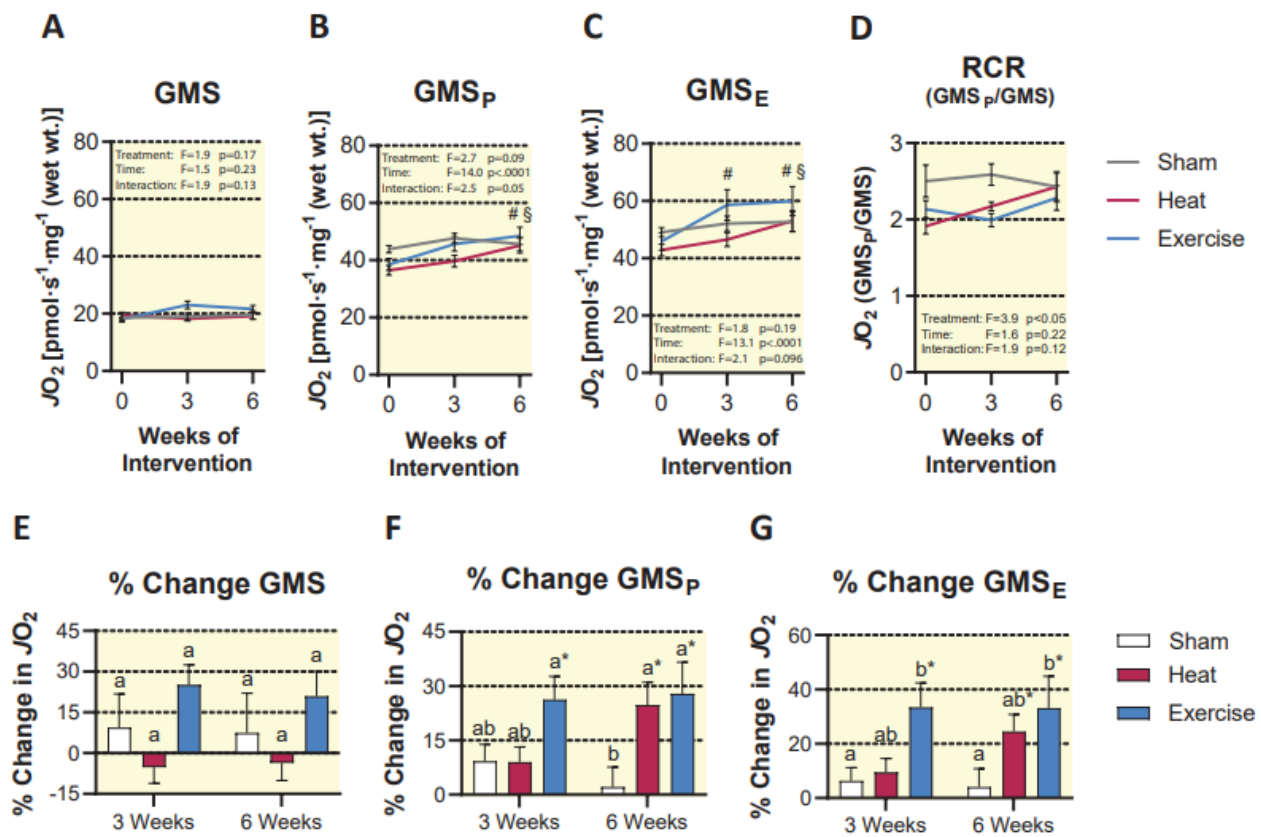 A
B
C
D
GMS
GMSP
GMSE
RCR
(GMS P/GMS)
JO2 [pmol·s-1·mg-1 (wet wt.)]
80
60
40
20
0
Treatment: F=1.9 p=0.17
Time: F=1.5 p=0.23
Interaction: F=1.9 p=0.13
0 3 6
Weeks of
Intervention
JO2 [pmol·s-1·mg-1 (wet wt.)]
80
60
40
20
0
Treatment: F=2.7 p=0.09
Time: F=14.0 p<.0001
Interaction: F=2.5 p=0.05
# §
0 3 6
Weeks of
Intervention
JO2 [pmol·s-1·mg-1 (wet wt.)]
80
60
40
20
0
#
# §
Treatment: F=1.8 p=0.19
Time: F=13.1 p<.0001
Interaction: F=2.1 p=0.096
0 3 6
Weeks of
Intervention
JO2 (GMSP/GMS)
3
2
1
0
Treatment: F=3.9 p<0.05
Time: F=1.6 p=0.22
Interaction: F=1.9 p=0.12
0 3 6
Weeks of
Intervention
Sham
Heat
Exercise
E
F
G
% Change GMS
% Change in JO2
45
30
15
0
-15
a a a a a a
3 Weeks 6 Weeks
% Change GMSP
% Change in JO2
45
30
15
0
ab ab a* b a* a*
3 Weeks 6 Weeks
% Change GMSE
% Change in JO2
60
40
20
0
a ab b* a ab* b*
3 Weeks 6 Weeks
Sham
Heat
Exercise